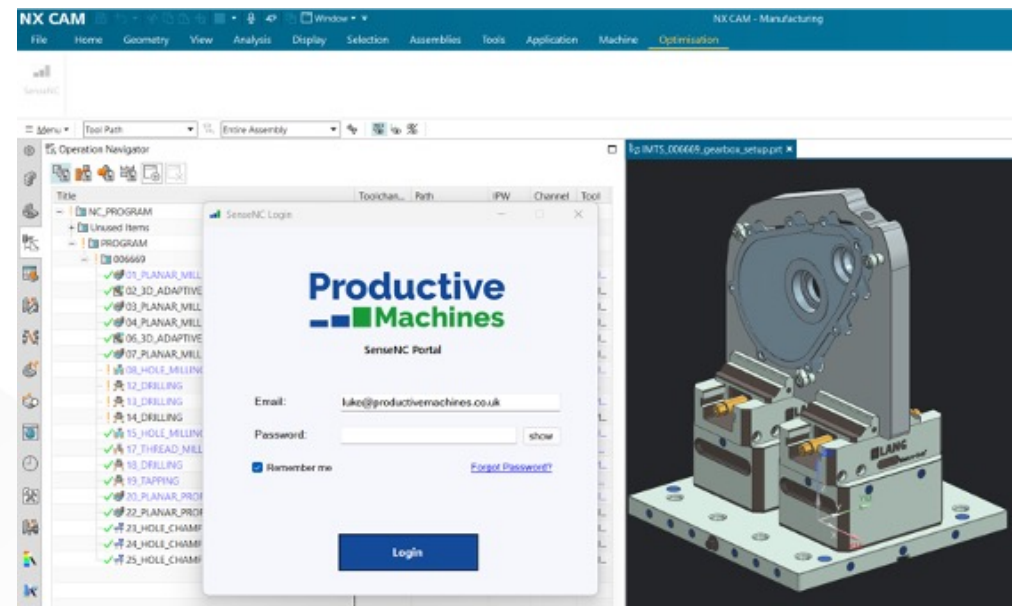 NX CAM
Window
NX CAM - Manufacturing
File Home Geometry View Analysis Display Selection Assemblies Tools Application Machine Optimisation
SenseNC
Menu Tool Path Entire Assembly
Operation Navigator
IMTS_006669_gearbox_setup.prt
Title Toolchan... Path IPW Channel Tool
NC_PROGRAM
Unused Items
PROGRAM
006669
01_PLANAR_MILL
02_3D_ADAPTIVE
03_PLANAR_MILL
04_PLANAR_MILL
06_3D_ADAPTIVE
07_PLANAR_MILL
08_HOLE_MILLING
12_DRILLING
13_DRILLING
14_DRILLING
15_HOLE_MILLING
17_THREAD_MILL
18_DRILLING
19_TAPPING
20_PLANAR_PROF
22_PLANAR_PROF
23_HOLE_CHAMF
24_HOLE_CHAMF
25_HOLE_CHAMF
SenseNC Login
Productive
Machines
SenseNC Portal
Email: luke@productivemachines.co.uk
Password: show
Remember me Forgot Password?
Login
LANG
YM